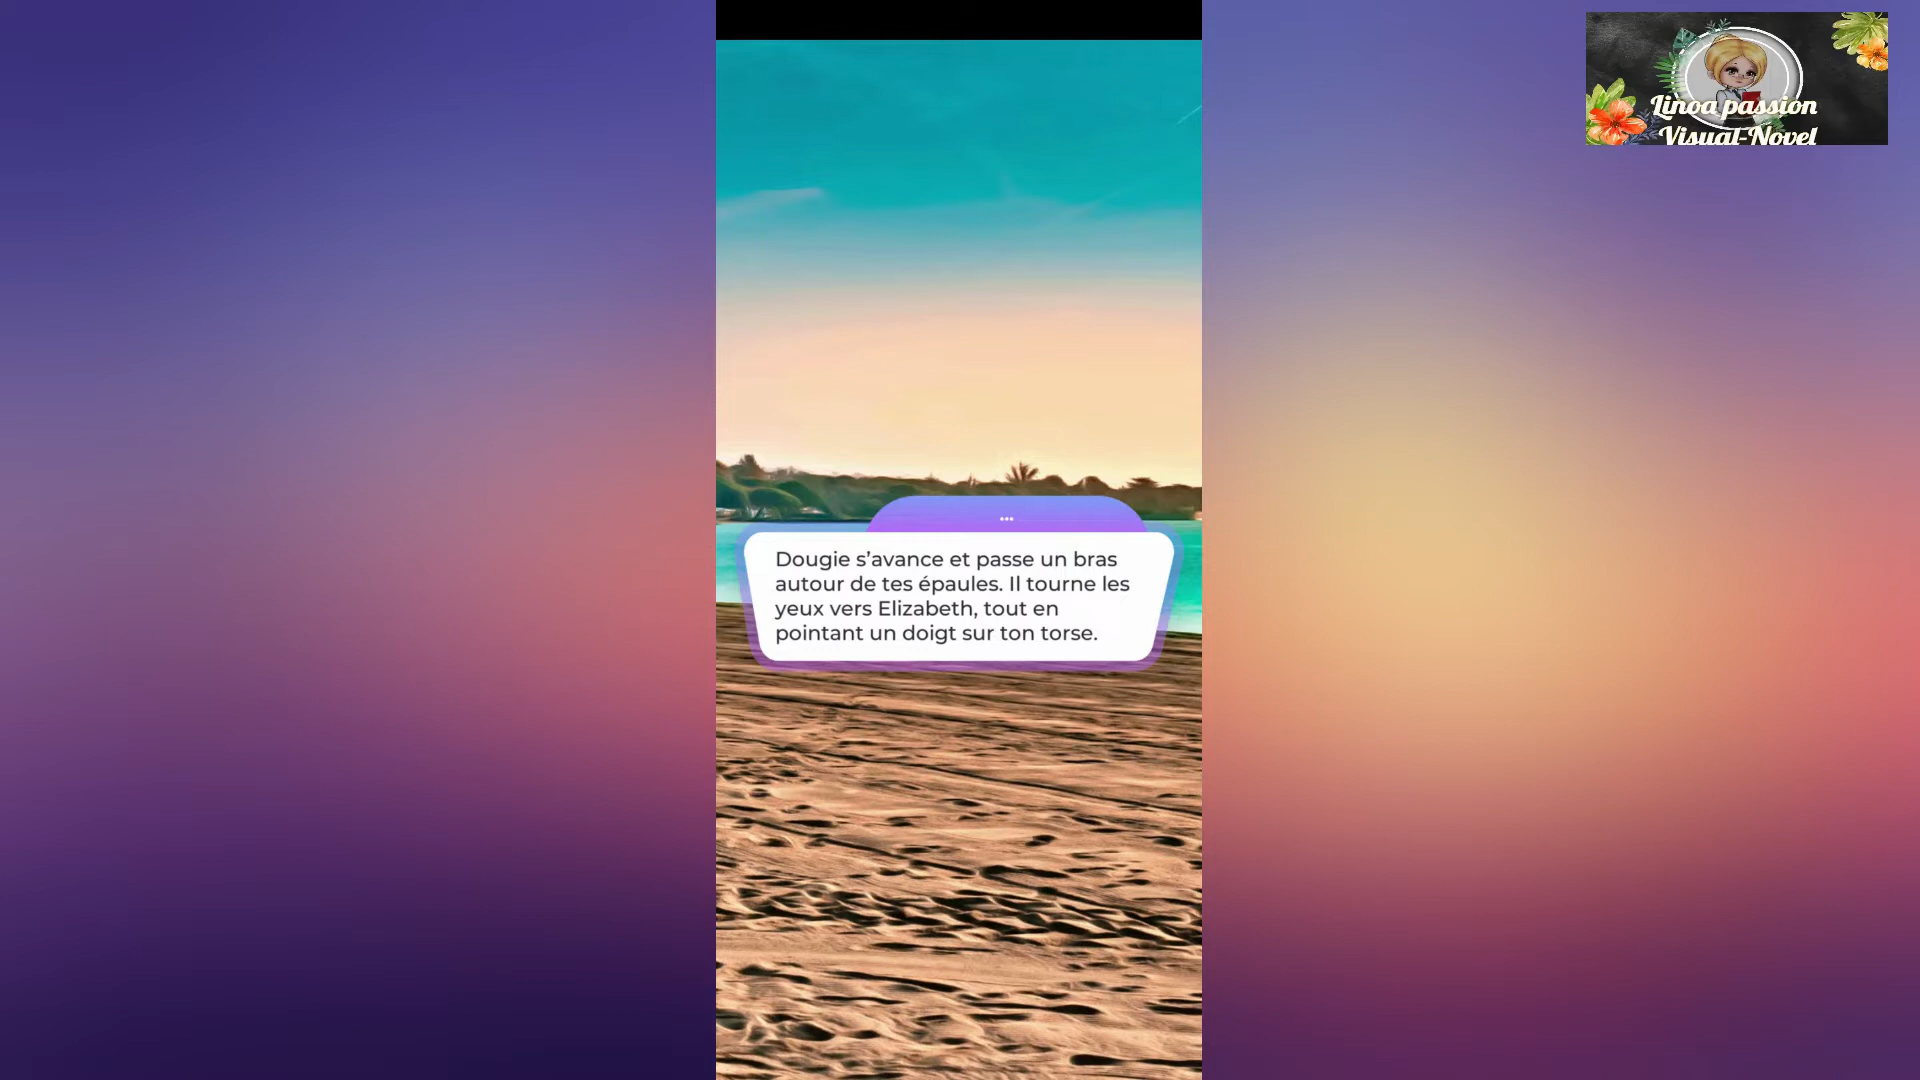 Linoa passion
Visual-Novel
...
Dougie s’avance et passe un bras
autour de tes épaules. Il tourne les
yeux vers Elizabeth, tout en
pointant un doigt sur ton torse.